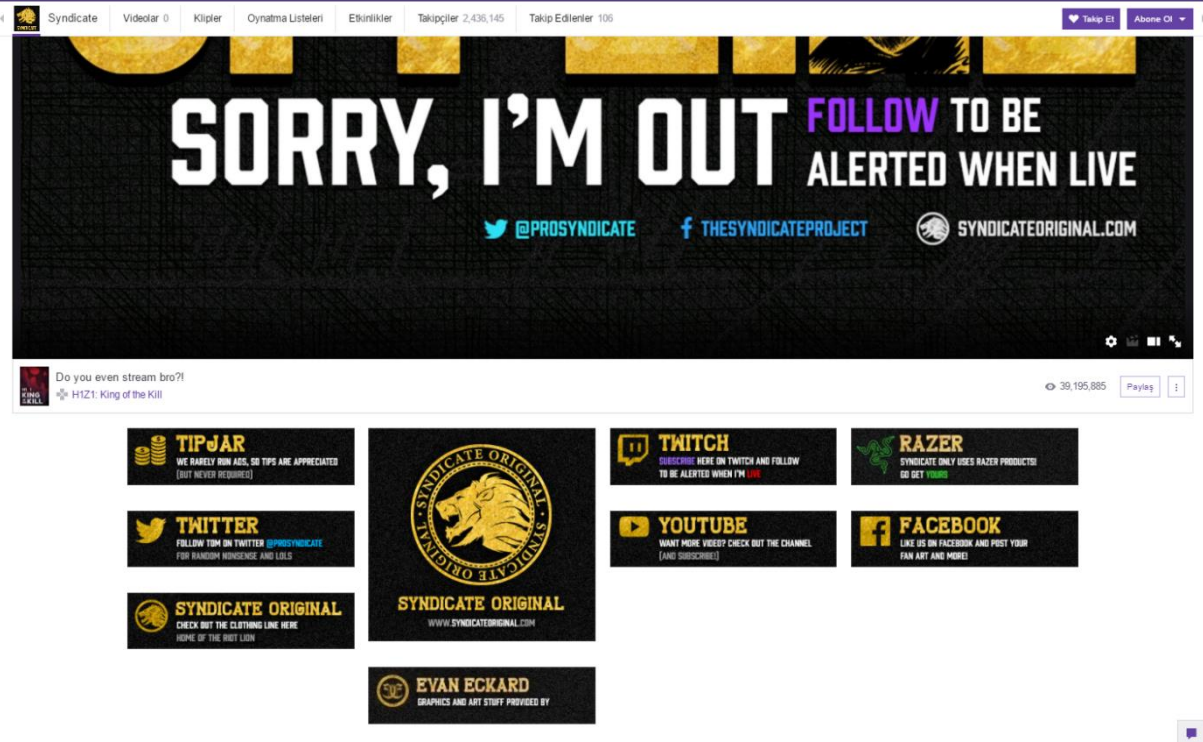 Syndicate Videolar 0 Klipler Oynatma Listeleri Etkinlikler Takipçiler 2,436,145 Takip Edilenler 106 Takip Et Abone Ol
SORRY, I'M OUT
FOLLOW TO BE
ALERTED WHEN LIVE
@PROSYNDICATE THESYNDICATEPROJECT SYNDICATEORIGINAL.COM
Do you even stream bro?!
H1Z1: King of the Kill
39,195,885 Paylaş
KING
KILL
TIPJAR
WE RARELY RUN ADS, SO TIPS ARE APPRECIATED
(BUT NEVER REQUIRED)
TWITTER
FOLLOW TOM ON TWITTER @PROSYNDICATE
FOR RANDOM NONSENSE AND LOLS
SYNDICATE ORIGINAL
CHECK OUT THE CLOTHING LINE HERE
HOME OF THE RIOT LION
SYNDICATE ORIGINAL · SYNDICATE ORIGINAL ·
SYNDICATE ORIGINAL
WWW.SYNDICATEORIGINAL.COM
EVAN ECKARD
GRAPHICS AND ART STUFF PROVIDED BY
TWITCH
SUBSCRIBE HERE ON TWITCH AND FOLLOW
TO BE ALERTED WHEN I'M LIVE
YOUTUBE
WANT MORE VIDEO? CHECK OUT THE CHANNEL
(AND SUBSCRIBE!)
RAZER
SYNDICATE ONLY USES RAZER PRODUCTS!
GO GET YOURS
FACEBOOK
LIKE US ON FACEBOOK AND POST YOUR
FAN ART AND MORE!